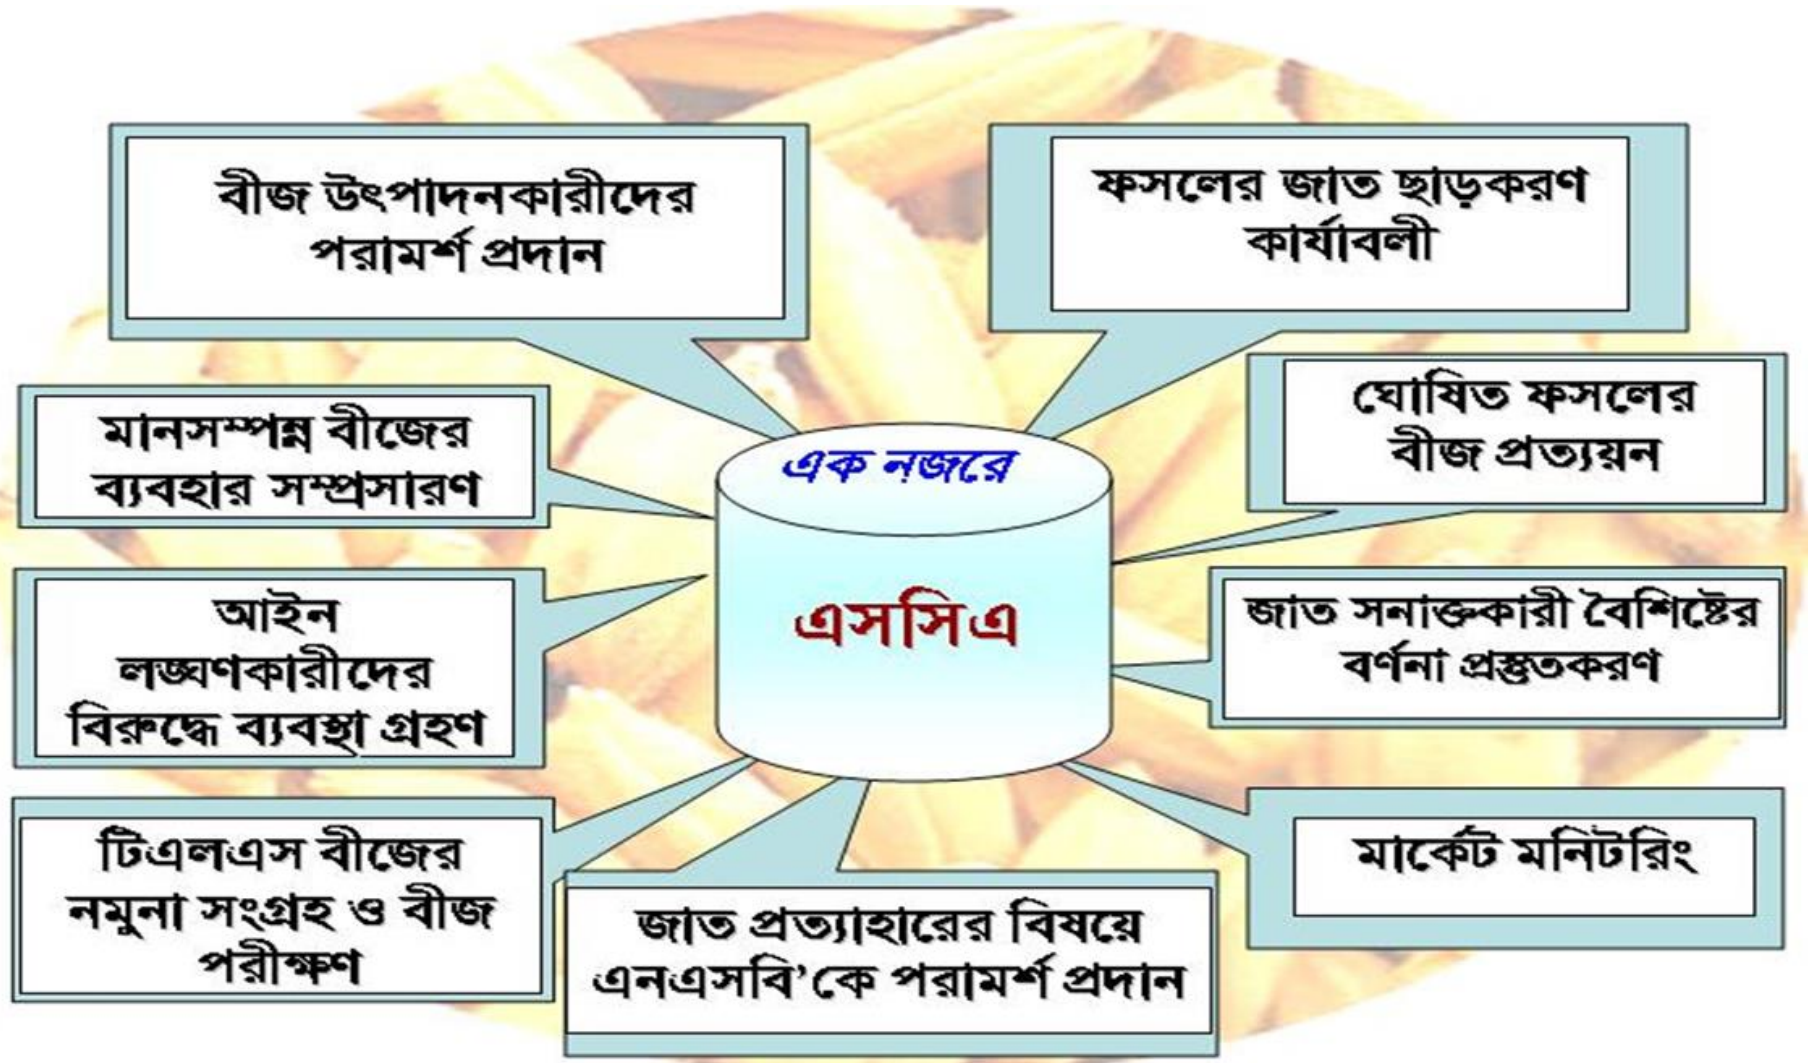 বীজ উৎপাদনকারীদের
পরামর্শ প্রদান
ফসলের জাত ছাড়করণ
কার্যাবলী
মানসম্পন্ন বীজের
ব্যবহার সম্প্রসারণ
ঘোষিত ফসলের
বীজ প্রত্যয়ন
এক নজরে
এসসিএ
আইন
লঙ্ঘণকারীদের
বিরুদ্ধে ব্যবস্থা গ্রহণ
জাত সনাক্তকারী বৈশিষ্টের
বর্ণনা প্রস্তুতকরণ
টিএলএস বীজের
নমুনা সংগ্রহ ও বীজ
পরীক্ষণ
জাত প্রত্যাহারের বিষয়ে
এনএসবি’কে পরামর্শ প্রদান
মার্কেট মনিটরিং